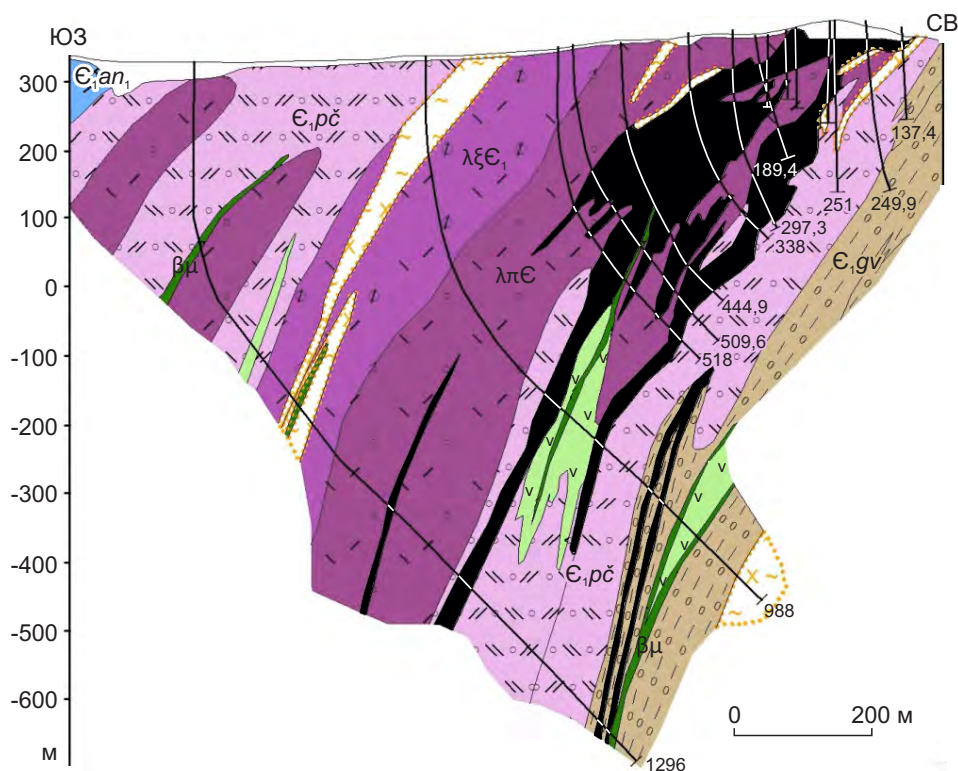 ЮЗ
СВ
300
200
100
0
-100
-200
-300
-400
-500
-600
м
Є₁an₁
Є₁pč
λξЄ₁
λπЄ
βμ
Є₁gv
Є₁pč
βμ
137,4
189,4
251
249,9
297,3
338
444,9
509,6
518
988
1296
0 200 м